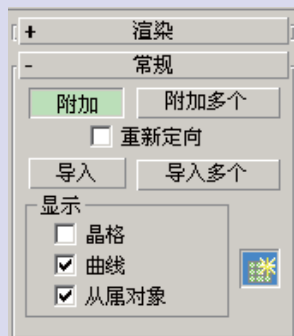 + 渲染
- 常规
附加 附加多个
重新定向
导入 导入多个
显示
晶格
曲线
从属对象